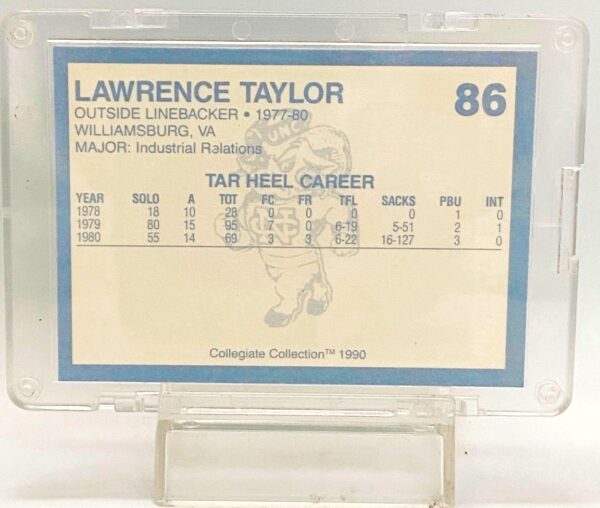 LAWRENCE TAYLOR 86
OUTSIDE LINEBACKER • 1977-80
WILLIAMSBURG, VA
MAJOR: Industrial Relations
UNC
TAR HEEL CAREER
YEAR SOLO A TOT FC FR TFL SACKS PBU INT
1978 18 10 28 0 0 0 0 1 0
1979 80 15 95 7 0 6-19 5-51 2 1
1980 55 14 69 3 3 6-22 16-127 3 0
NC
Collegiate Collection™ 1990